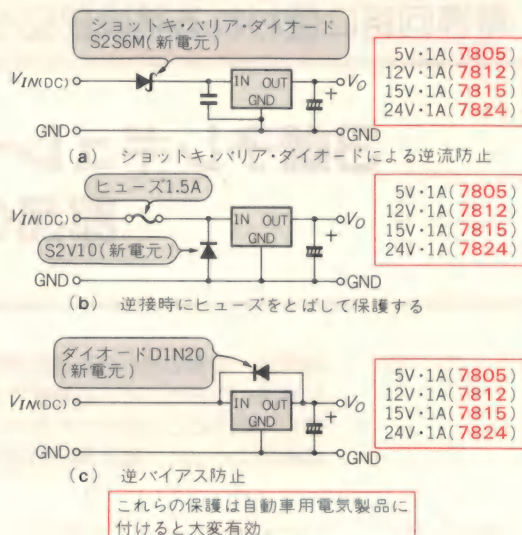 ショットキ・バリア・ダイオード
S2S6M(新電元)
VIN(DC)
IN OUT
GND
VO
GND
GND
5V・1A(7805)
12V・1A(7812)
15V・1A(7815)
24V・1A(7824)
(a) ショットキ・バリア・ダイオードによる逆流防止
ヒューズ1.5A
VIN(DC)
IN OUT
GND
VO
S2V10(新電元)
GND
GND
5V・1A(7805)
12V・1A(7812)
15V・1A(7815)
24V・1A(7824)
(b) 逆接時にヒューズをとばして保護する
ダイオードD1N20
(新電元)
VIN(DC)
IN OUT
GND
VO
GND
GND
5V・1A(7805)
12V・1A(7812)
15V・1A(7815)
24V・1A(7824)
(c) 逆バイアス防止
これらの保護は自動車用電気製品に
付けると大変有効